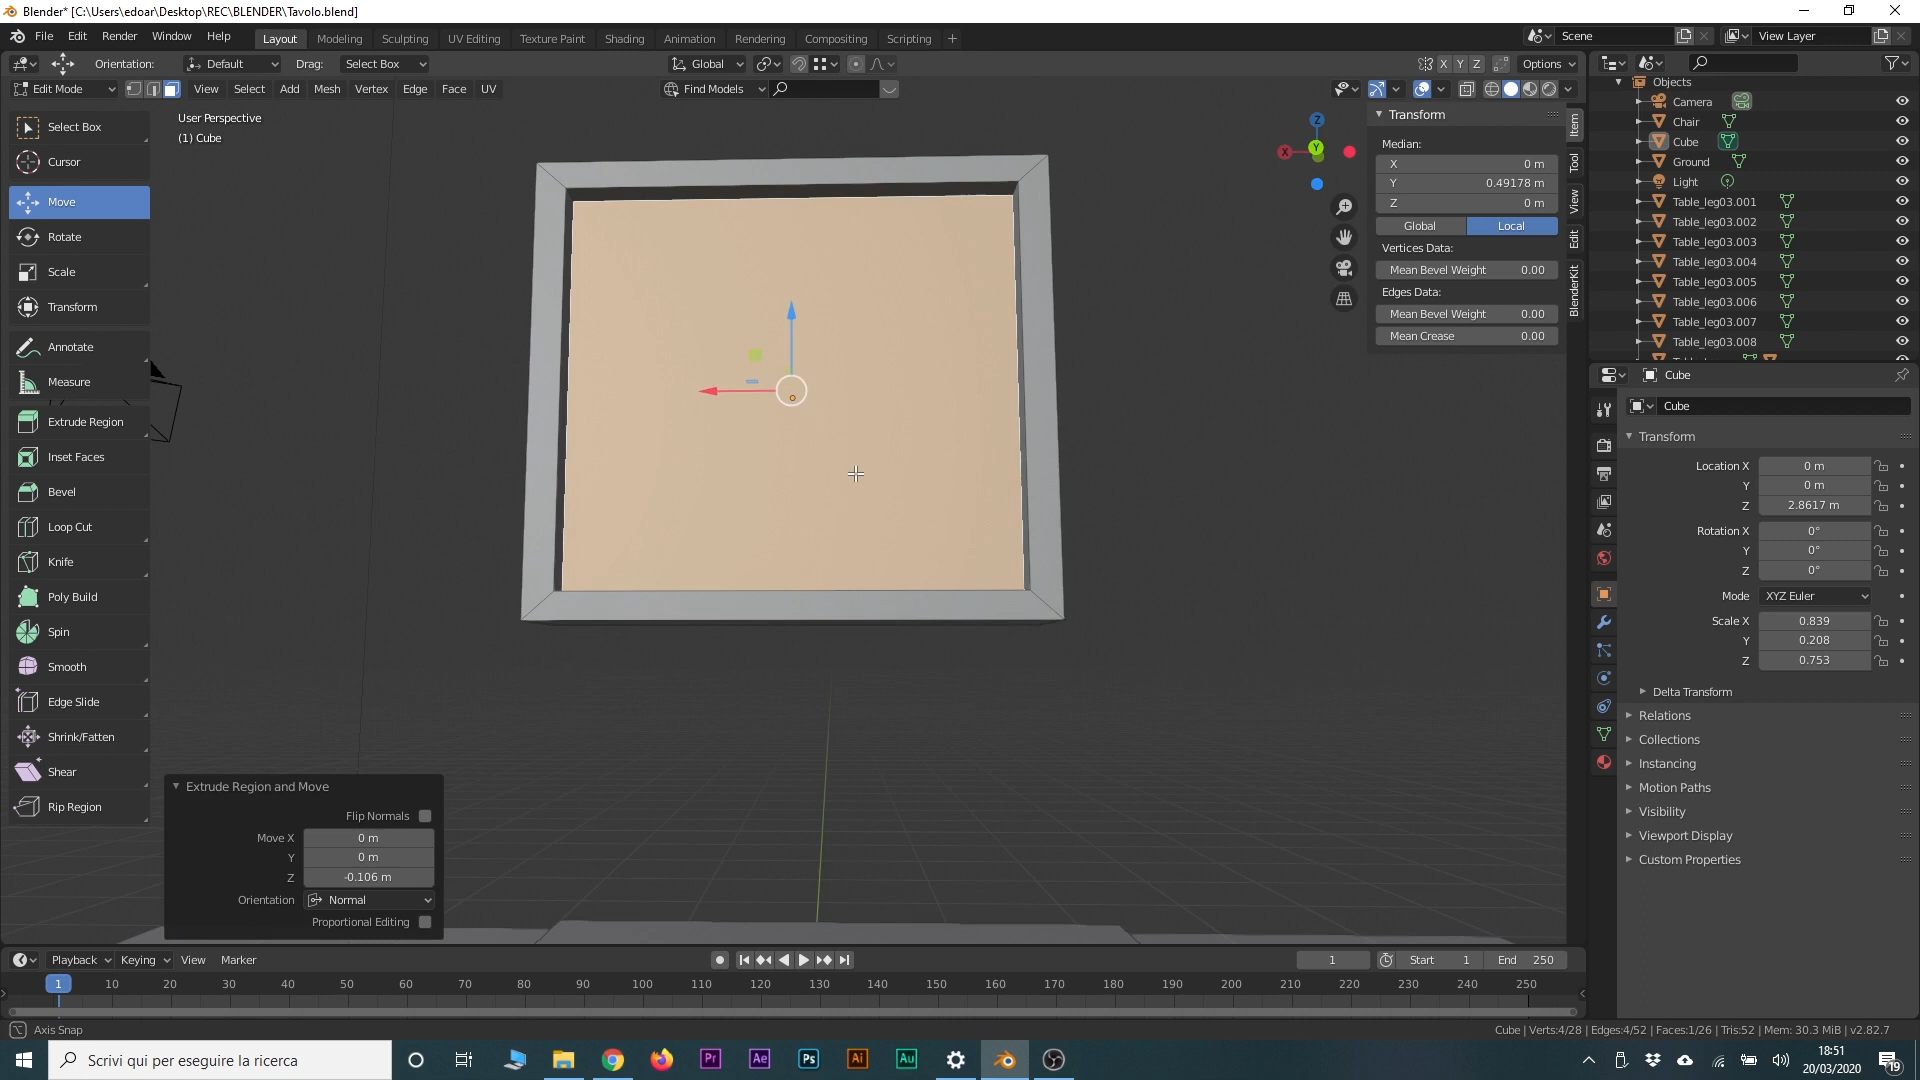 Blender* [C:\Users\edoar\Desktop\REC\BLENDER\Tavolo.blend]
File Edit Render Window Help
Layout Modeling Sculpting UV Editing Texture Paint Shading Animation Rendering Compositing Scripting +
Scene View Layer
Orientation: Default Drag: Select Box Global X Y Z Options
Edit Mode View Select Add Mesh Vertex Edge Face UV Find Models
User Perspective
(1) Cube
Select Box
Cursor
Move
Rotate
Scale
Transform
Annotate
Measure
Extrude Region
Inset Faces
Bevel
Loop Cut
Knife
Poly Build
Spin
Smooth
Edge Slide
Shrink/Fatten
Shear
Rip Region
Z
X
Y
Transform
Median:
X 0 m
Y 0.49178 m
Z 0 m
Global Local
Vertices Data:
Mean Bevel Weight 0.00
Edges Data:
Mean Bevel Weight 0.00
Mean Crease 0.00
Item
Tool
View
Edit
BlenderKit
Objects
Camera
Chair
Cube
Ground
Light
Table_leg03.001
Table_leg03.002
Table_leg03.003
Table_leg03.004
Table_leg03.005
Table_leg03.006
Table_leg03.007
Table_leg03.008
Cube
Cube
Transform
Location X 0 m
Y 0 m
Z 2.8617 m
Rotation X 0°
Y 0°
Z 0°
Mode XYZ Euler
Scale X 0.839
Y 0.208
Z 0.753
Delta Transform
Relations
Collections
Instancing
Motion Paths
Visibility
Viewport Display
Custom Properties
Extrude Region and Move
Flip Normals
Move X 0 m
Y 0 m
Z -0.106 m
Orientation Normal
Proportional Editing
Playback Keying View Marker 1 Start 1 End 250
1 10 20 30 40 50 60 70 80 90 100 110 120 130 140 150 160 170 180 190 200 210 220 230 240 250
Axis Snap
Cube | Verts:4/28 | Edges:4/52 | Faces:1/26 | Tris:52 | Mem: 30.3 MiB | v2.82.7
Scrivi qui per eseguire la ricerca
Pr Ae Ps Ai Au
18:51
20/03/2020
19